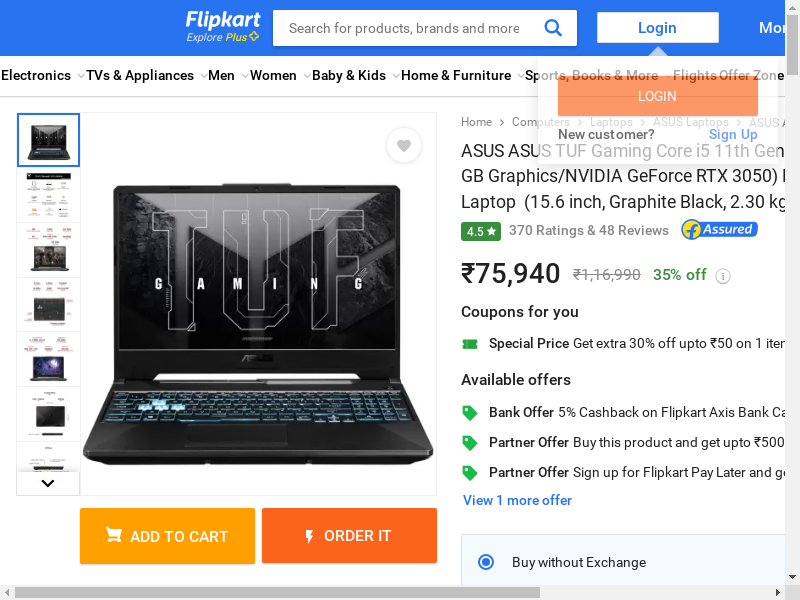 Flipkart
Explore Plus
Search for products, brands and more
Login
Electronics
TVs & Appliances
Men
Women
Baby & Kids
Home & Furniture
Sports, Books & More
Flights
Offer Zone
LOGIN
New customer?
Sign Up
Home
Computers
Laptops
ASUS Laptops
ASUS
ASUS ASUS TUF Gaming Core i5 11th Gen
GB Graphics/NVIDIA GeForce RTX 3050)
Laptop (15.6 inch, Graphite Black, 2.30 kg
4.5
370 Ratings & 48 Reviews
Assured
₹75,940
₹1,16,990
35% off
Coupons for you
Special Price Get extra 30% off upto ₹50 on 1 item
Available offers
Bank Offer 5% Cashback on Flipkart Axis Bank
Partner Offer Buy this product and get upto ₹500
Partner Offer Sign up for Flipkart Pay Later and
View 1 more offer
Buy without Exchange
TUF
GAMING
ASUS
ADD TO CART
ORDER IT